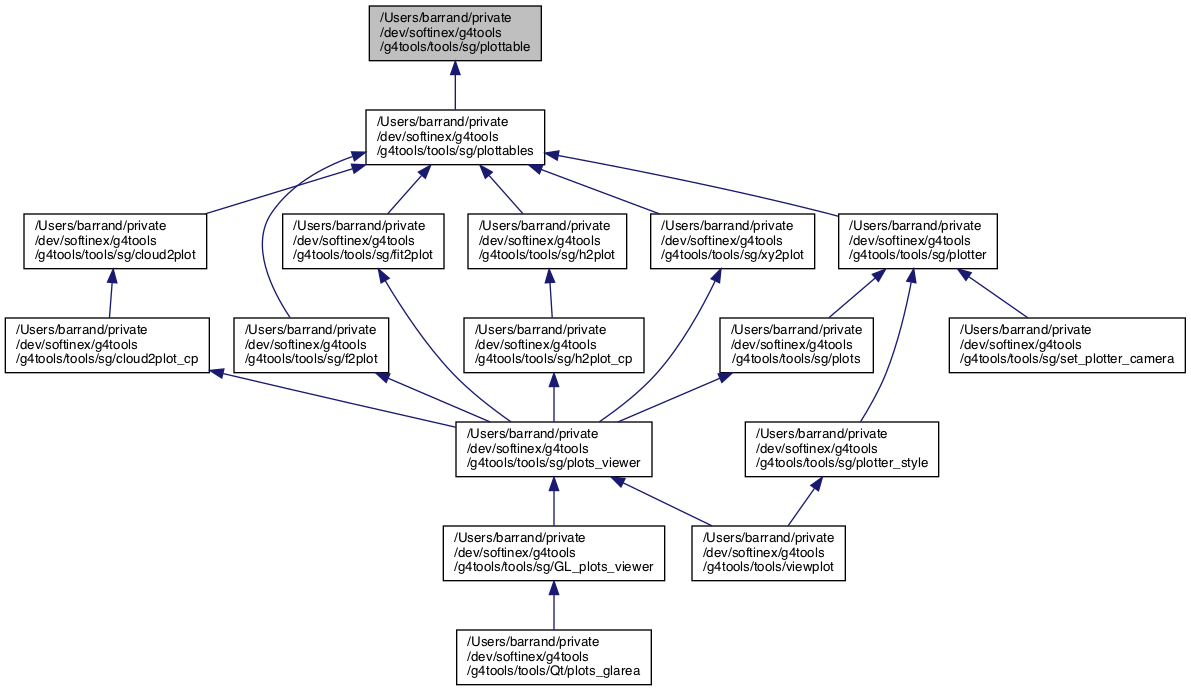 /Users/barrand/private
/dev/softinex/g4tools
/g4tools/tools/sg/plottable
/Users/barrand/private
/dev/softinex/g4tools
/g4tools/tools/sg/plottables
/Users/barrand/private
/dev/softinex/g4tools
/g4tools/tools/sg/cloud2plot
/Users/barrand/private
/dev/softinex/g4tools
/g4tools/tools/sg/fit2plot
/Users/barrand/private
/dev/softinex/g4tools
/g4tools/tools/sg/h2plot
/Users/barrand/private
/dev/softinex/g4tools
/g4tools/tools/sg/xy2plot
/Users/barrand/private
/dev/softinex/g4tools
/g4tools/tools/sg/plotter
/Users/barrand/private
/dev/softinex/g4tools
/g4tools/tools/sg/cloud2plot_cp
/Users/barrand/private
/dev/softinex/g4tools
/g4tools/tools/sg/f2plot
/Users/barrand/private
/dev/softinex/g4tools
/g4tools/tools/sg/h2plot_cp
/Users/barrand/private
/dev/softinex/g4tools
/g4tools/tools/sg/plots
/Users/barrand/private
/dev/softinex/g4tools
/g4tools/tools/sg/set_plotter_camera
/Users/barrand/private
/dev/softinex/g4tools
/g4tools/tools/sg/plots_viewer
/Users/barrand/private
/dev/softinex/g4tools
/g4tools/tools/sg/plotter_style
/Users/barrand/private
/dev/softinex/g4tools
/g4tools/tools/sg/GL_plots_viewer
/Users/barrand/private
/dev/softinex/g4tools
/g4tools/tools/viewplot
/Users/barrand/private
/dev/softinex/g4tools
/g4tools/tools/Qt/plots_glarea